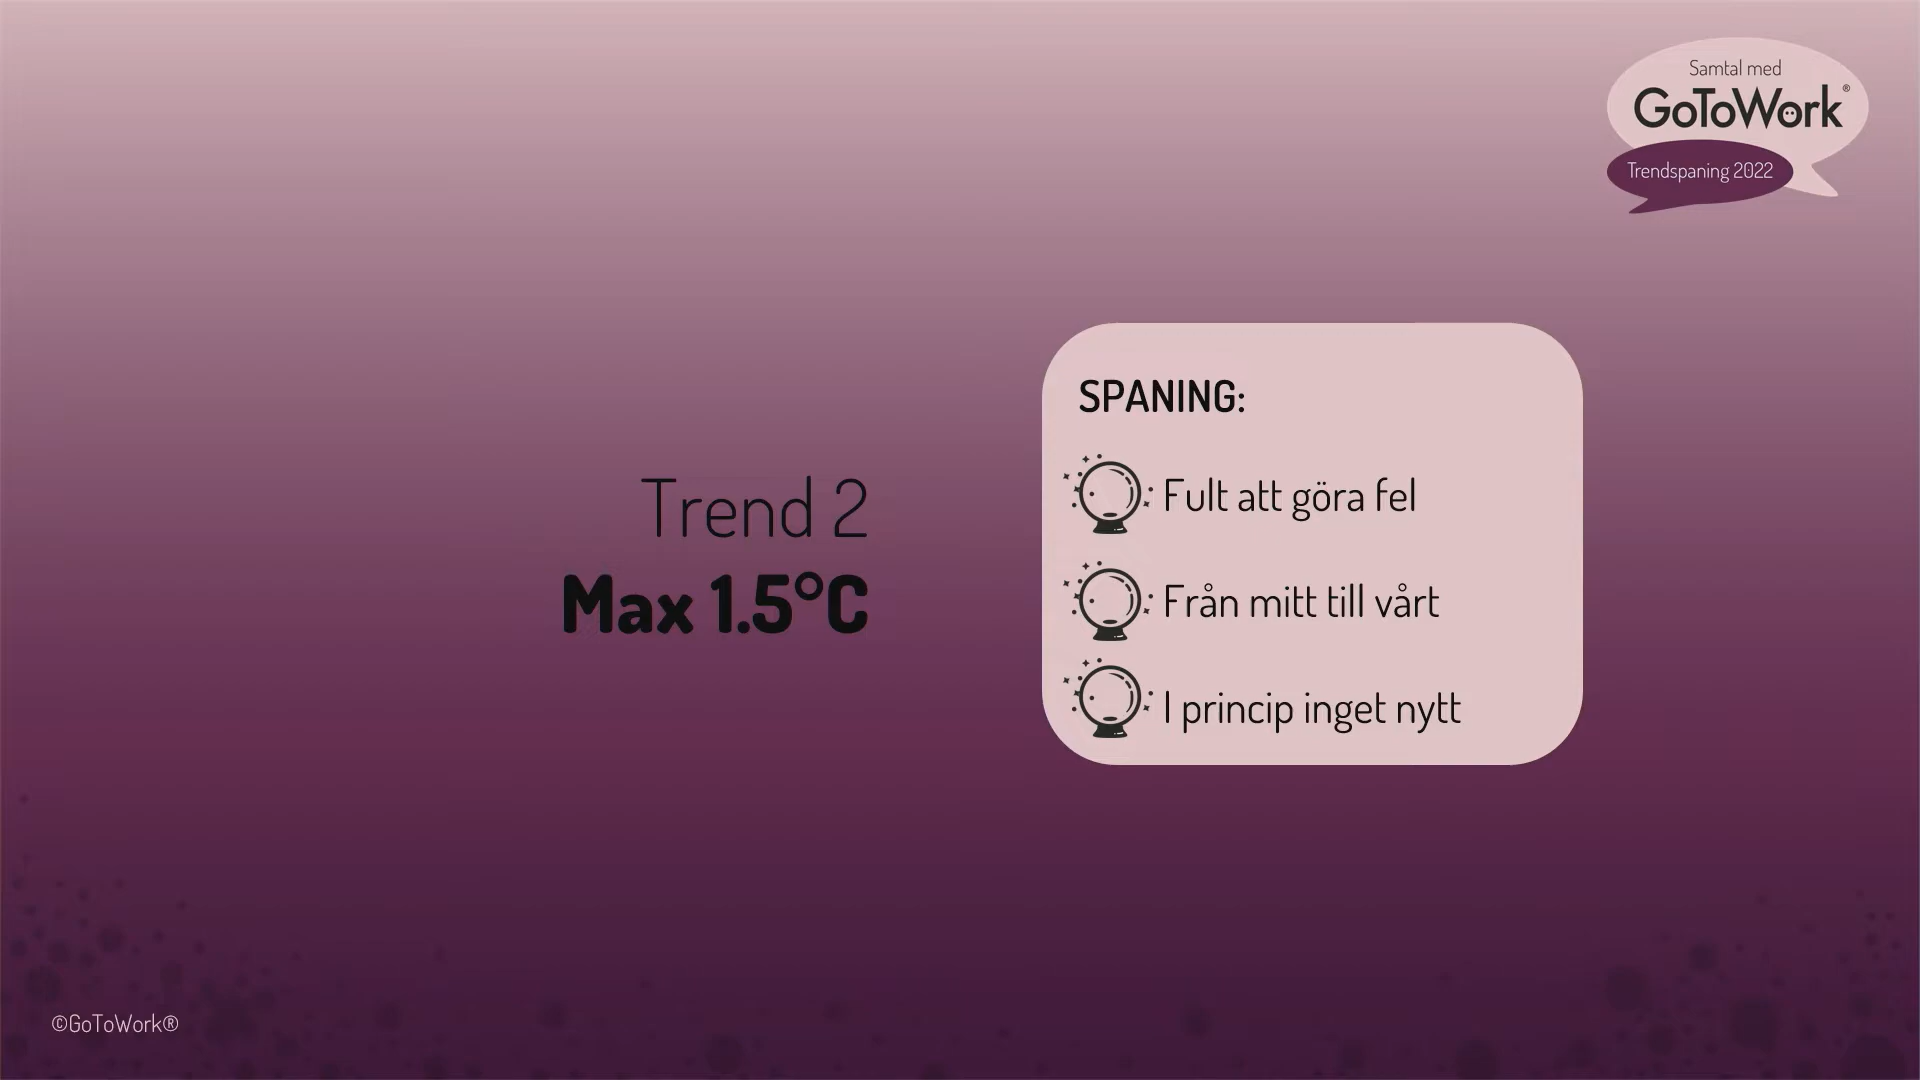 Samtal med
GoToWork®
Trendspaning 2022
Trend 2
Max 1.5°C
SPANING:
Fult att göra fel
Från mitt till vårt
I princip inget nytt
©GoToWork®